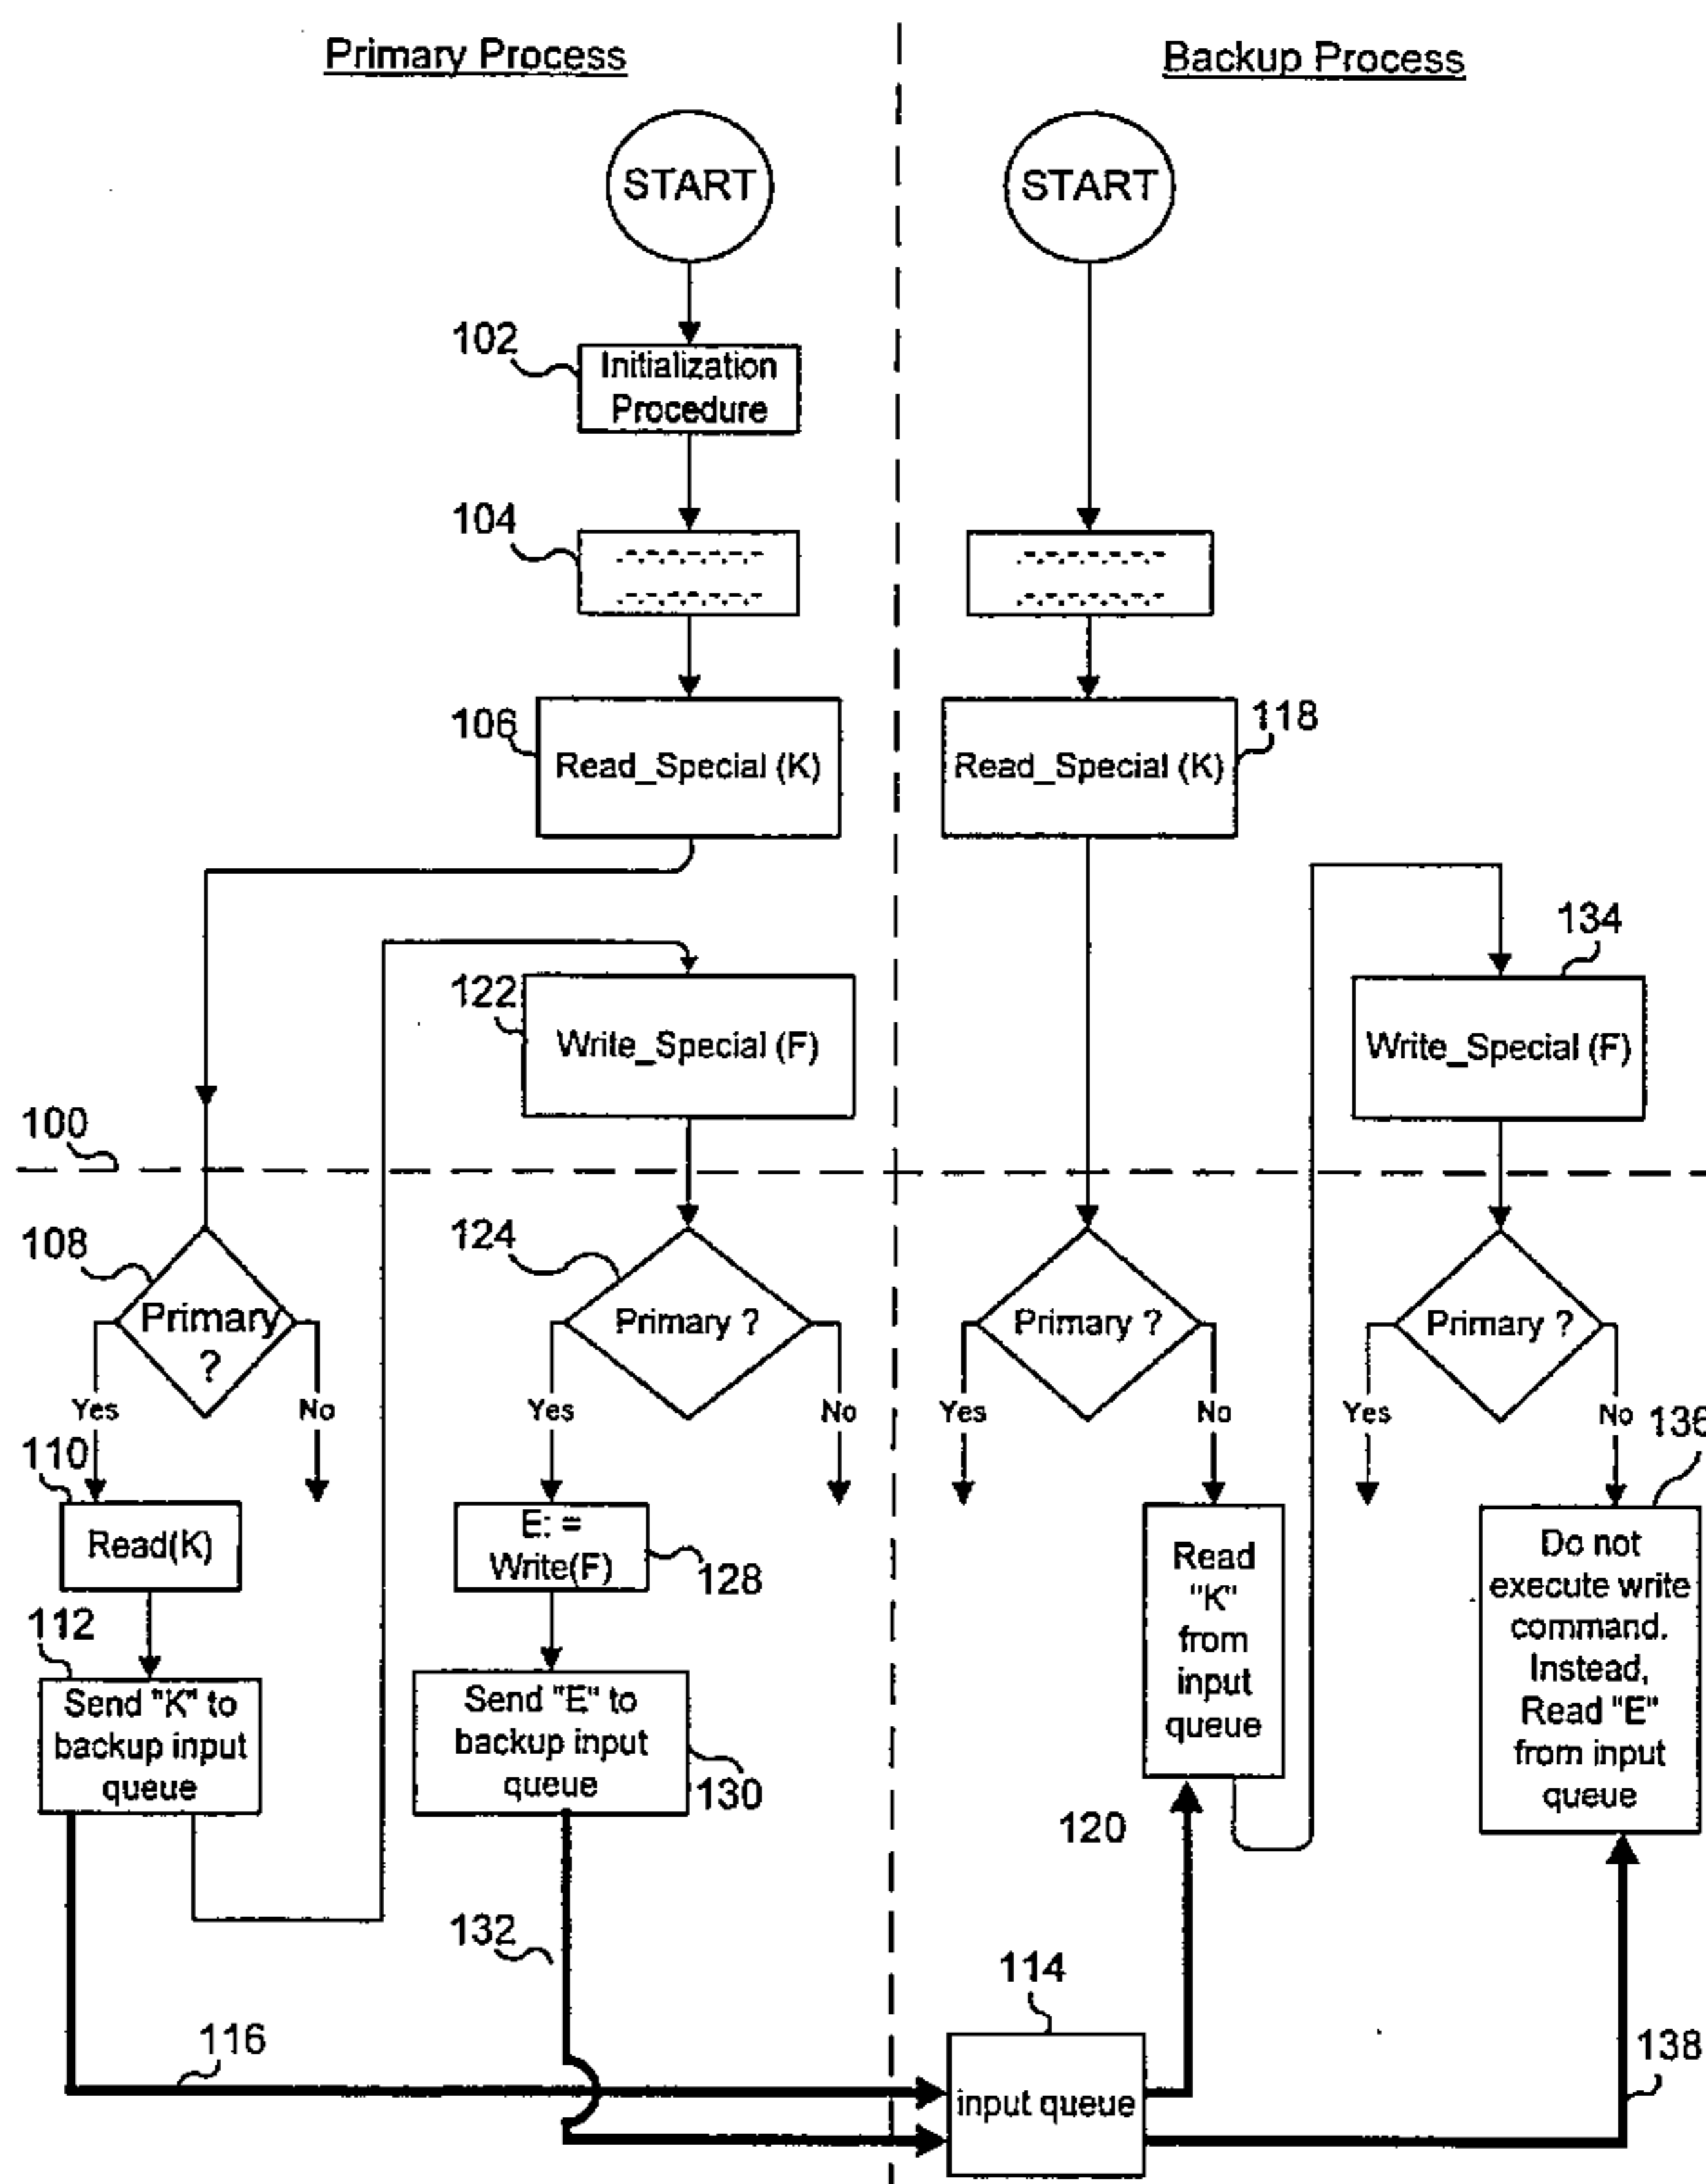 Primary Process
Backup Process
START
START
102
Initialization
Procedure
104
106
Read_Special (K)
Read_Special (K)
118
122
Write_Special (F)
134
Write_Special (F)
100
108
Primary
?
124
Primary ?
Primary ?
Primary ?
Yes
No
Yes
No
Yes
No
Yes
No
136
110
Read(K)
E: =
Write(F)
128
Read
"K"
from
input
queue
Do not
execute write
command.
Instead,
Read "E"
from input
queue
112
Send "K" to
backup input
queue
Send "E" to
backup input
queue
130
120
132
114
116
input queue
138